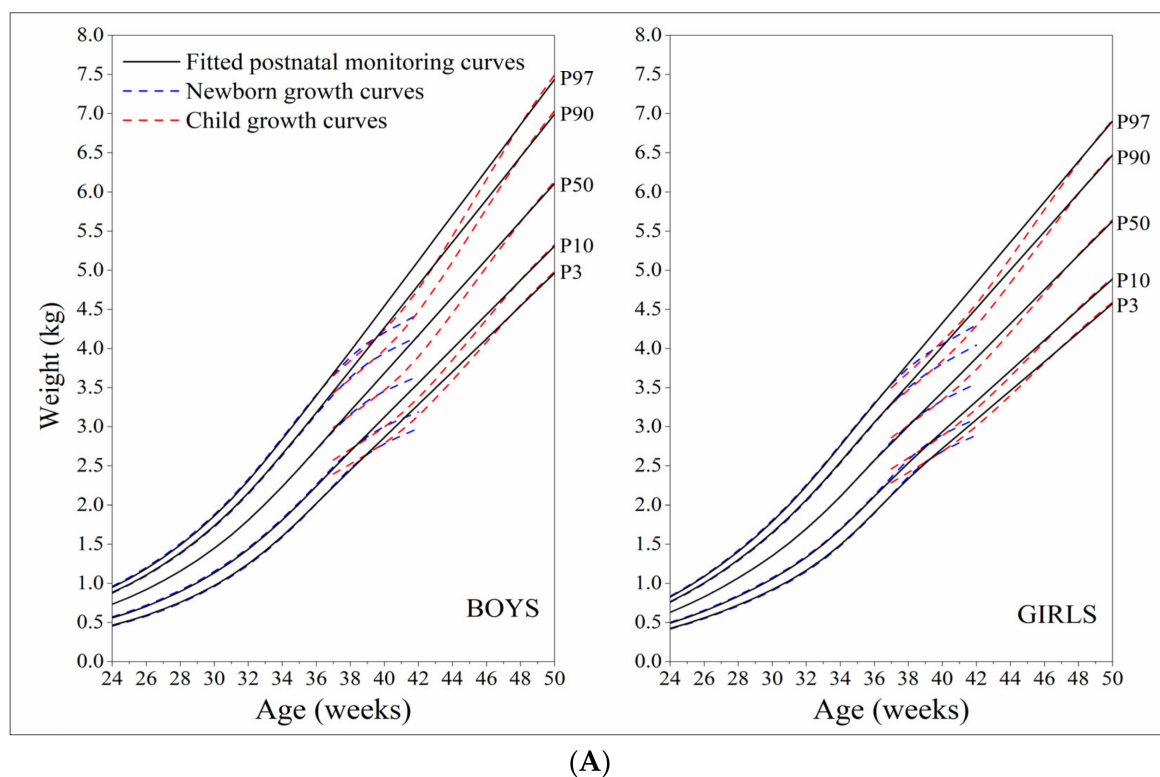 8.0
7.5
7.0
6.5
6.0
5.5
5.0
4.5
4.0
3.5
3.0
2.5
2.0
1.5
1.0
0.5
0.0
Weight (kg)
Fitted postnatal monitoring curves
Newborn growth curves
Child growth curves
P97
P90
P50
P10
P3
BOYS
24 26 28 30 32 34 36 38 40 42 44 46 48 50
Age (weeks)
8.0
7.5
7.0
6.5
6.0
5.5
5.0
4.5
4.0
3.5
3.0
2.5
2.0
1.5
1.0
0.5
0.0
P97
P90
P50
P10
P3
GIRLS
24 26 28 30 32 34 36 38 40 42 44 46 48 50
Age (weeks)
(A)